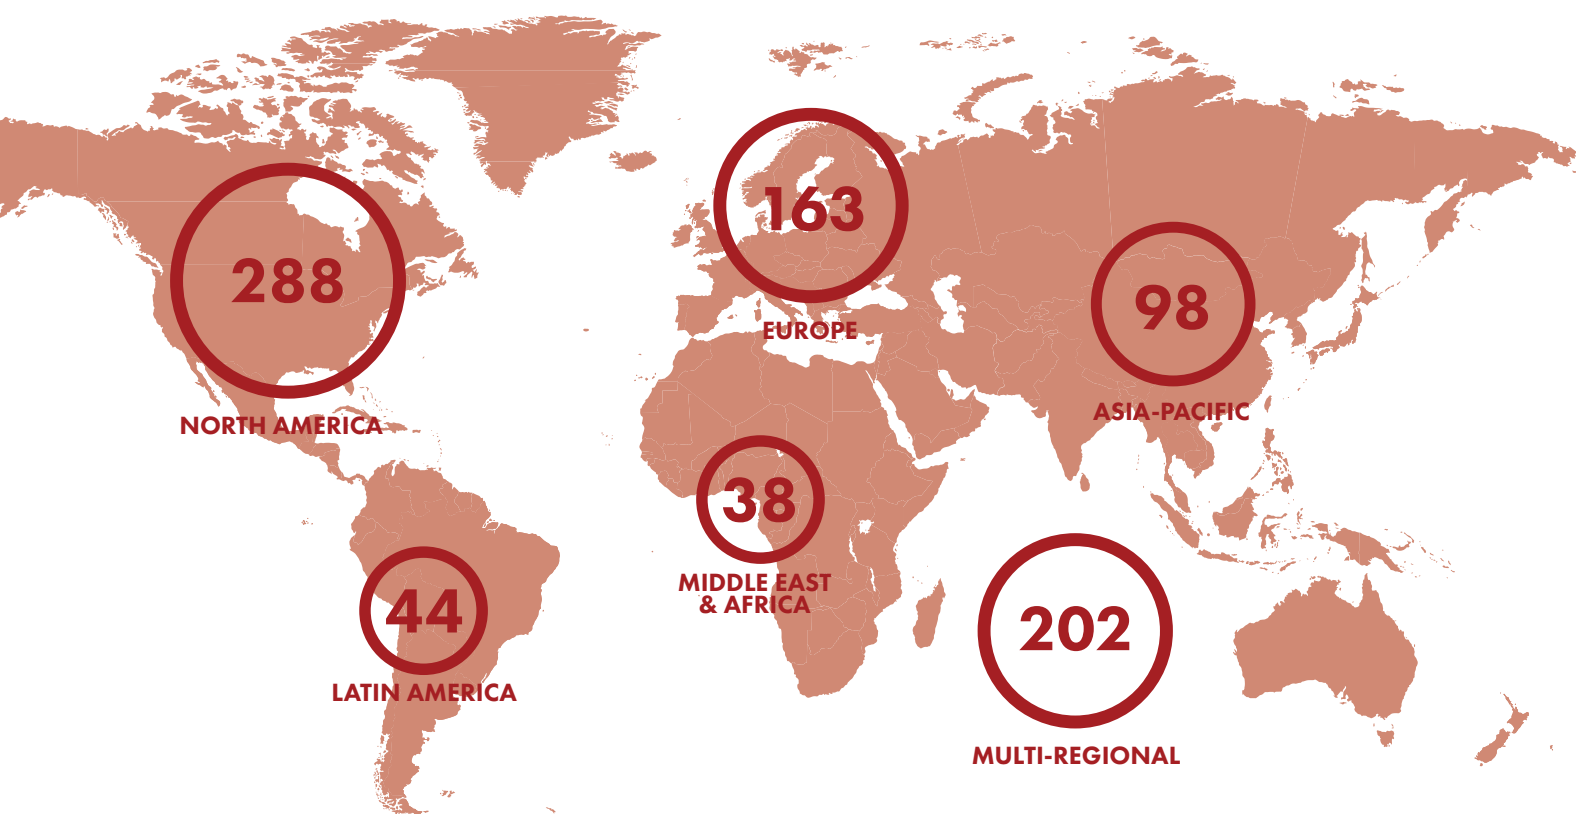 288
NORTH AMERICA
163
EUROPE
98
ASIA-PACIFIC
38
MIDDLE EAST
& AFRICA
44
LATIN AMERICA
202
MULTI-REGIONAL